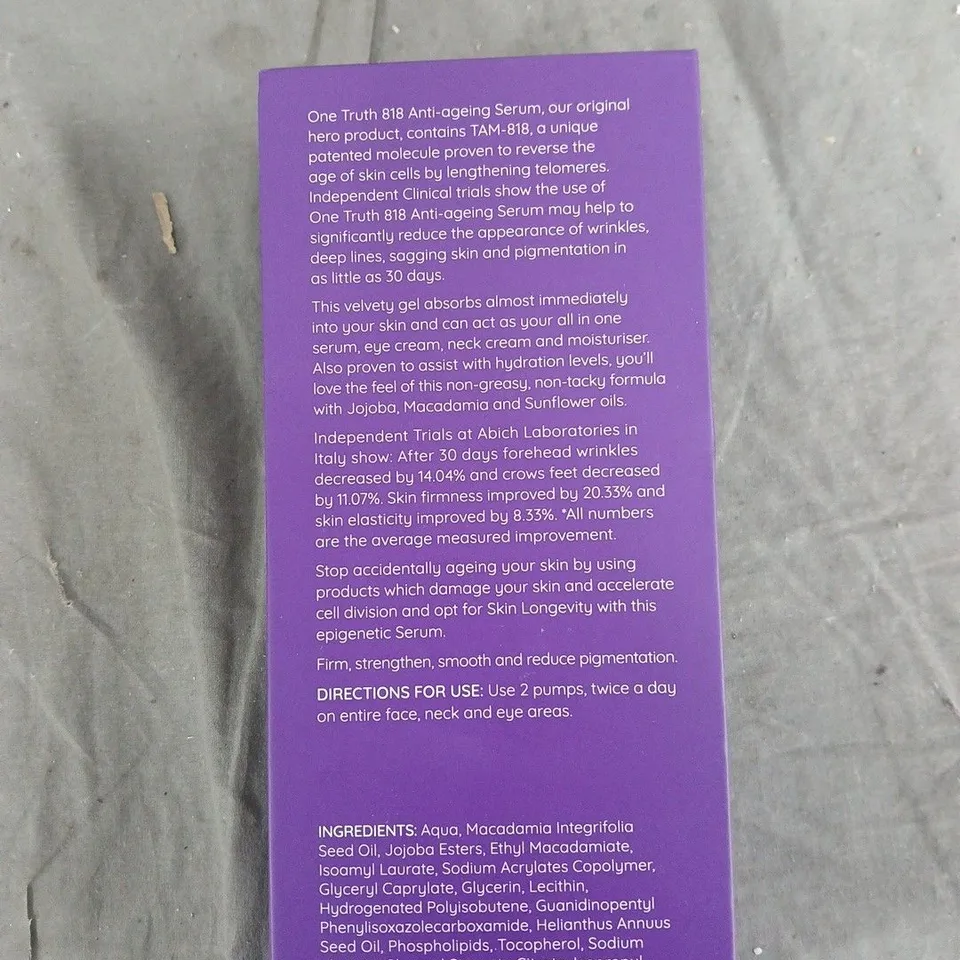 One Truth 818 Anti-ageing Serum, our original
hero product, contains TAM-818, a unique
patented molecule proven to reverse the
age of skin cells by lengthening telomeres.
Independent Clinical trials show the use of
One Truth 818 Anti-ageing Serum may help to
significantly reduce the appearance of wrinkles,
deep lines, sagging skin and pigmentation in
as little as 30 days.
This velvety gel absorbs almost immediately
into your skin and can act as your all in one
serum, eye cream, neck cream and moisturiser.
Also proven to assist with hydration levels, you'll
love the feel of this non-greasy, non-tacky formula
with Jojoba, Macadamia and Sunflower oils.
Independent Trials at Abich Laboratories in
Italy show: After 30 days forehead wrinkles
decreased by 14.04% and crows feet decreased
by 11.07%. Skin firmness improved by 20.33% and
skin elasticity improved by 8.33%. *All numbers
are the average measured improvement.
Stop accidentally ageing your skin by using
products which damage your skin and accelerate
cell division and opt for Skin Longevity with this
epigenetic Serum.
Firm, strengthen, smooth and reduce pigmentation.
DIRECTIONS FOR USE: Use 2 pumps, twice a day
on entire face, neck and eye areas.
INGREDIENTS: Aqua, Macadamia Integrifolia
Seed Oil, Jojoba Esters, Ethyl Macadamiate,
Isoamyl Laurate, Sodium Acrylates Copolymer,
Glyceryl Caprylate, Glycerin, Lecithin,
Hydrogenated Polyisobutene, Guanidinopentyl
Phenylisoxazolecarboxamide, Helianthus Annuus
Seed Oil, Phospholipids, Tocopherol, Sodium